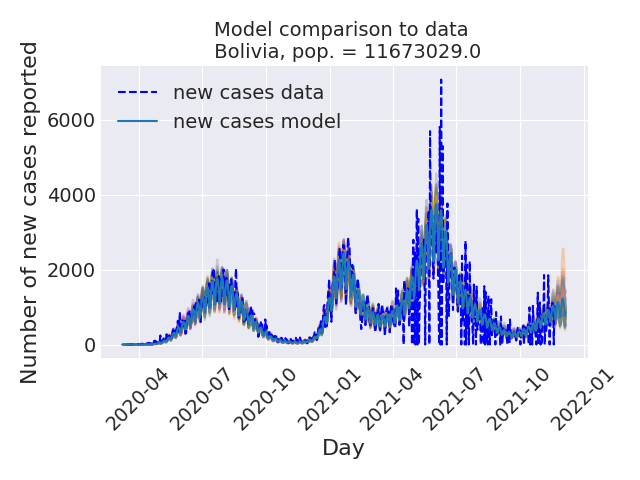 Model comparison to data
Bolivia, pop. = 11673029.0
new cases data
new cases model
Number of new cases reported
6000
4000
2000
0
2020-04
2020-07
2020-10
2021-01
2021-04
2021-07
2021-10
2022-01
Day